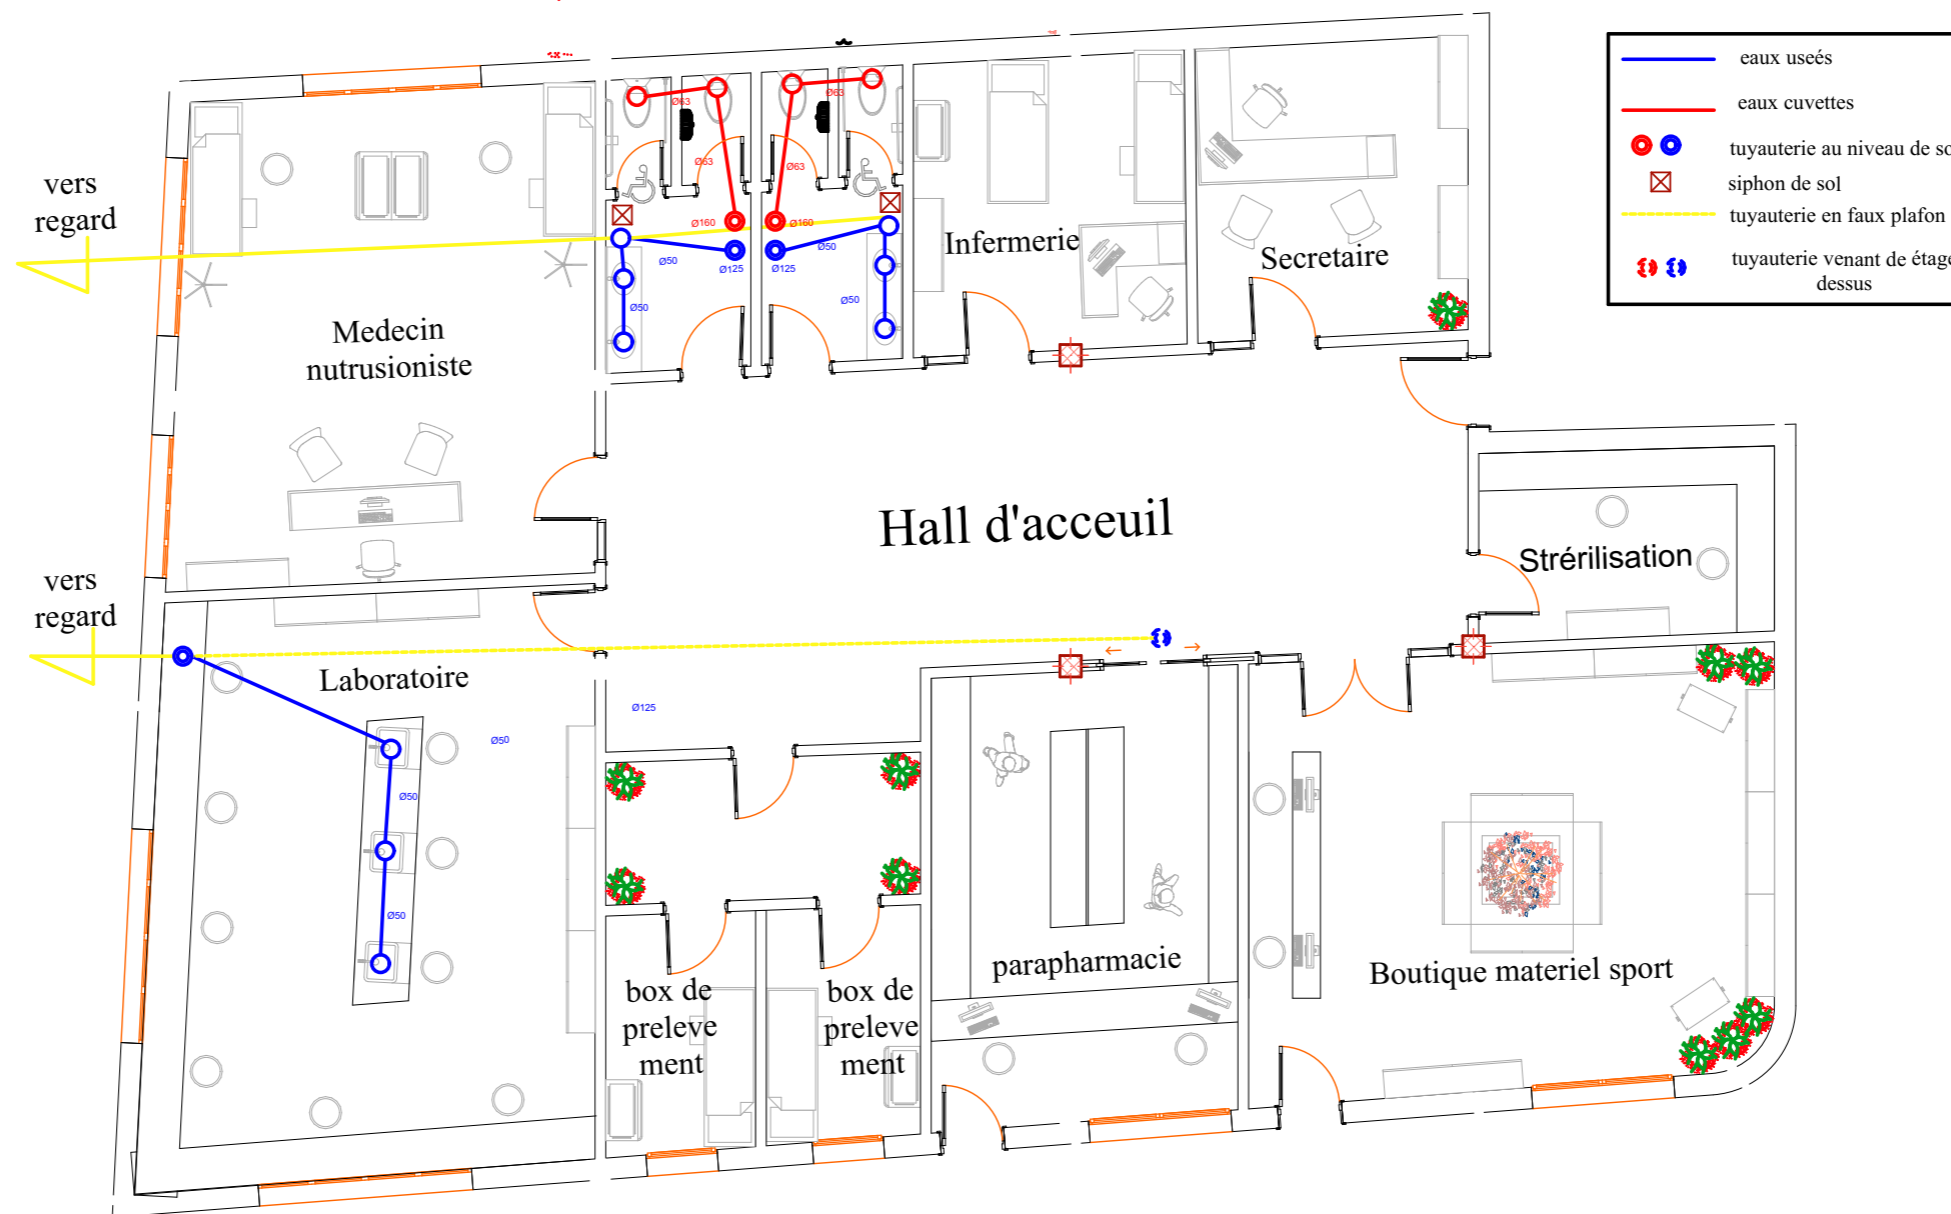 eaux useés
eaux cuvettes
tuyauterie au niveau de so
siphon de sol
tuyauterie en faux plafon
tuyauterie venant de étage
dessus
vers
regard
Ø63
Ø63
Ø63
Ø63
Ø160
Ø160
Ø50
Ø125
Ø125
Ø50
Ø50
Ø50
Infermerie
Secretaire
Medecin
nutrusioniste
Hall d'acceuil
Strérilisation
vers
regard
Laboratoire
Ø125
Ø50
Ø50
Ø50
box de
preleve
ment
box de
preleve
ment
parapharmacie
Boutique materiel sport